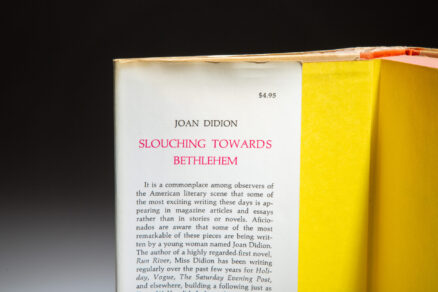 $4.95
JOAN DIDION
SLOUCHING TOWARDS
BETHLEHEM
It is a commonplace among observers of
the American literary scene that some of
the most exciting writing these days is ap-
pearing in magazine articles and essays
rather than in stories or novels. Aficio-
nados are aware that some of the most
remarkable of these pieces are being writ-
ten by a young woman named Joan Didion.
The author of a highly regarded first novel,
Run River, Miss Didion has been writing
regularly over the past few years for Holi-
day, Vogue, The Saturday Evening Post,
and elsewhere, building a following just as